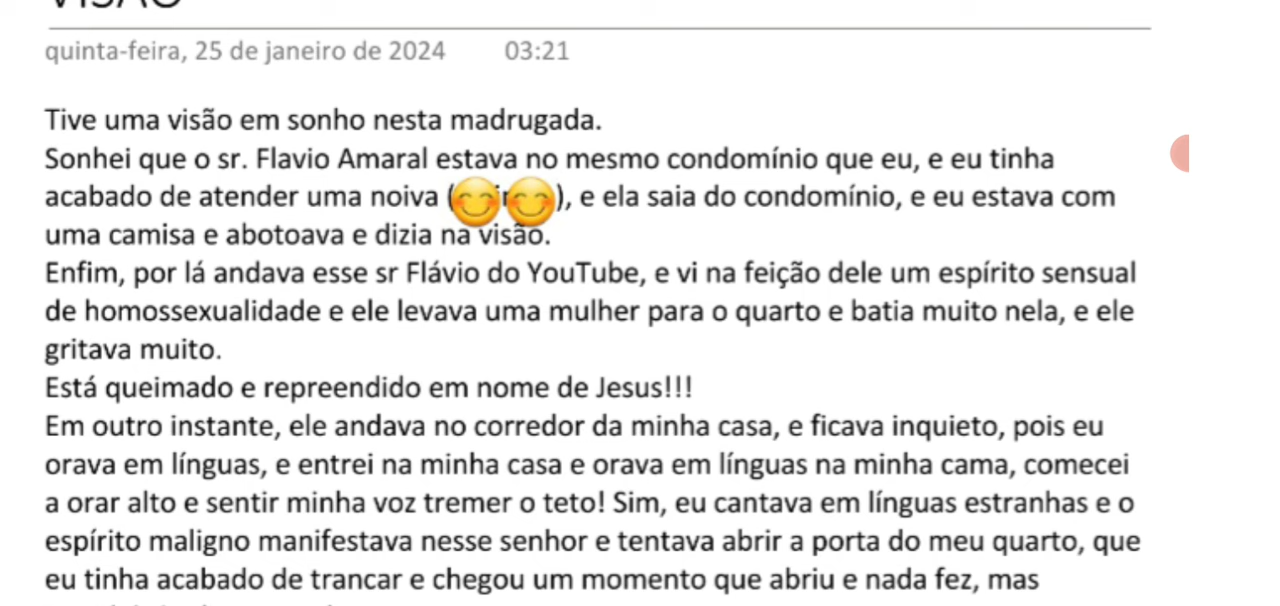 VISÃO
quinta-feira, 25 de janeiro de 2024 03:21
Tive uma visão em sonho nesta madrugada.
Sonhei que o sr. Flavio Amaral estava no mesmo condomínio que eu, e eu tinha
acabado de atender uma noiva (😊😊), e ela saia do condomínio, e eu estava com
uma camisa e abotoava e dizia na visão.
Enfim, por lá andava esse sr Flávio do YouTube, e vi na feição dele um espírito sensual
de homossexualidade e ele levava uma mulher para o quarto e batia muito nela, e ele
gritava muito.
Está queimado e repreendido em nome de Jesus!!!
Em outro instante, ele andava no corredor da minha casa, e ficava inquieto, pois eu
orava em línguas, e entrei na minha casa e orava em línguas na minha cama, comecei
a orar alto e sentir minha voz tremer o teto! Sim, eu cantava em línguas estranhas e o
espírito maligno manifestava nesse senhor e tentava abrir a porta do meu quarto, que
eu tinha acabado de trancar e chegou um momento que abriu e nada fez, mas